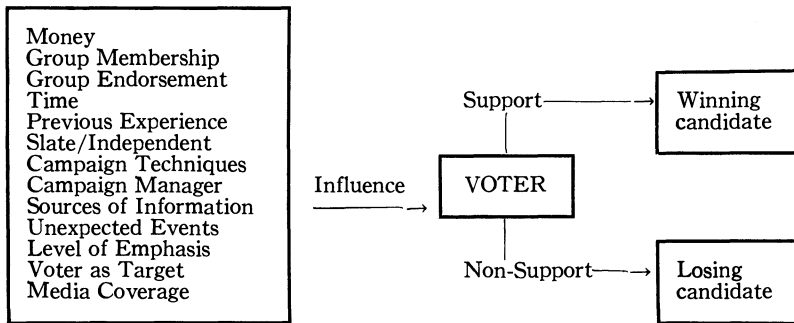 Money
Group Membership
Group Endorsement
Time
Previous Experience
Slate/Independent
Campaign Techniques
Campaign Manager
Sources of Information
Unexpected Events
Level of Emphasis
Voter as Target
Media Coverage
Influence
Support
VOTER
Non-Support
Winning
candidate
Losing
candidate